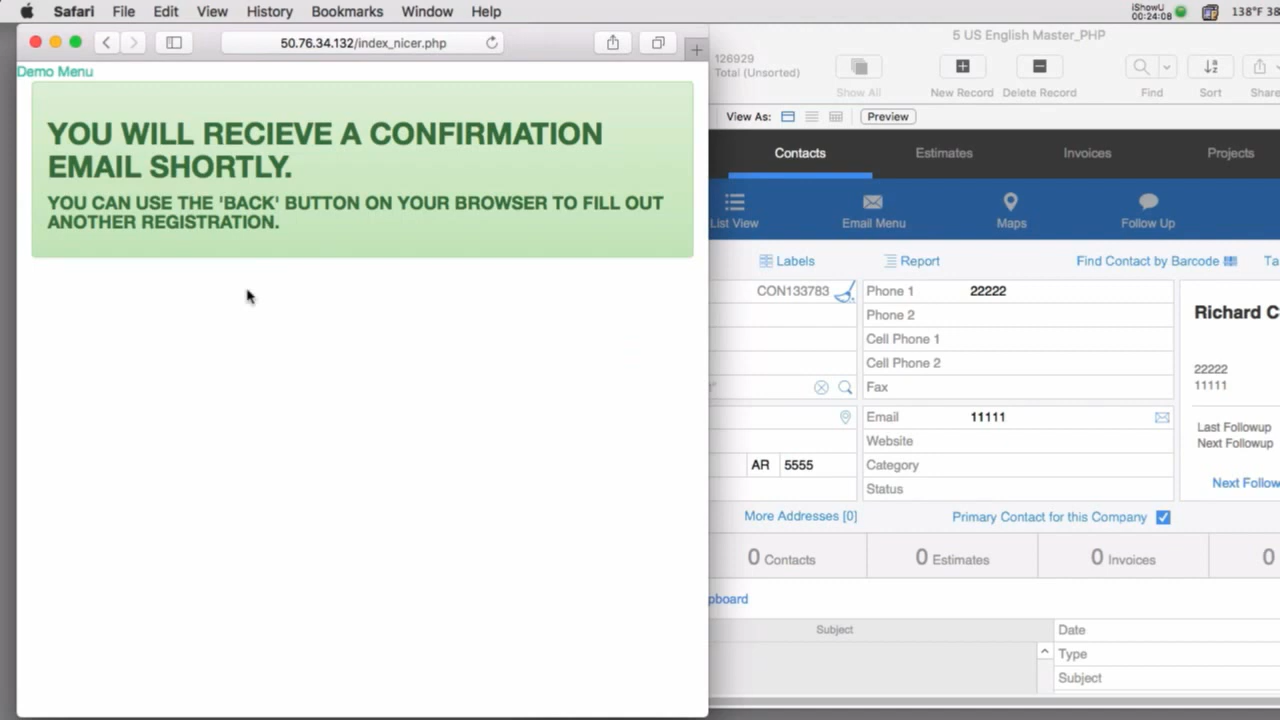 Safari File Edit View History Bookmarks Window Help
iShowU
00:24:08
138°F 38
50.76.34.132/index_nicer.php
5 US English Master_PHP
Demo Menu
YOU WILL RECIEVE A CONFIRMATION
EMAIL SHORTLY.
YOU CAN USE THE 'BACK' BUTTON ON YOUR BROWSER TO FILL OUT
ANOTHER REGISTRATION.
126929
Total (Unsorted)
Show All New Record Delete Record Find Sort Share
View As: Preview
Contacts Estimates Invoices Projects
List View Email Menu Maps Follow Up
Labels Report Find Contact by Barcode Ta
CON133783 Phone 1 22222
Phone 2
Cell Phone 1
Cell Phone 2
Fax
Richard C
22222
11111
Email 11111
Website
AR 5555 Category
Status
Last Followup
Next Followup
Next Follow
More Addresses [0] Primary Contact for this Company
0 Contacts 0 Estimates 0 Invoices 0
pboard
Subject Date
Type
Subject